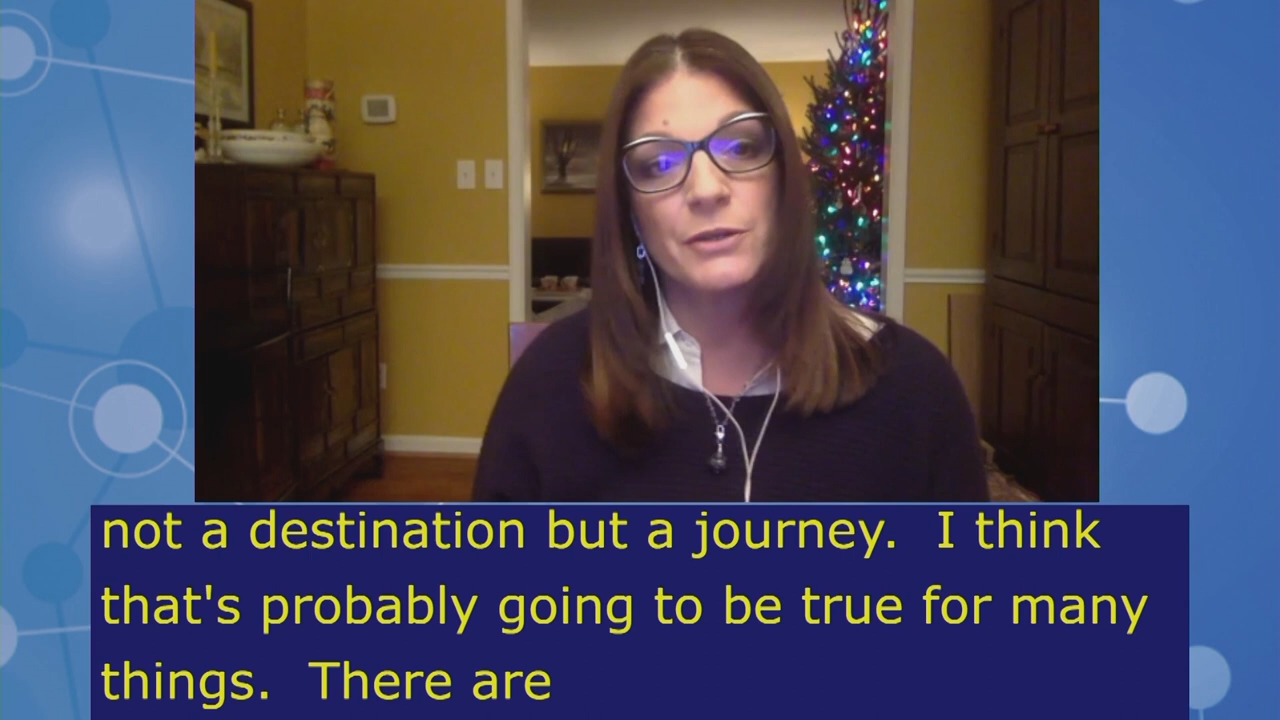 not a destination but a journey.  I think
that's probably going to be true for many
things.  There are